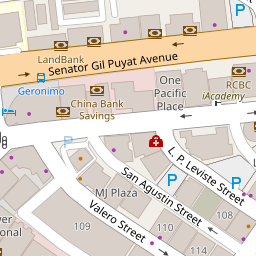 LandBank
Senator Gil Puyat Avenue
Geronimo
China Bank
Savings
One
Pacific
Place
RCBC
iAcademy
L. P. Leviste Street
San Agustin Street
MJ Plaza
Valero Street
108
109
110
114